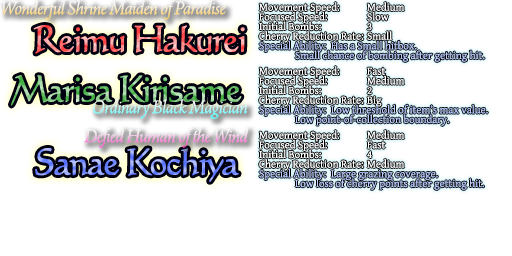 Wonderful Shrine Maiden of Paradise
Reimu Hakurei
Movement Speed: Medium
Focused Speed: Slow
Initial Bombs: 3
Cherry Reduction Rate: Small
Special Ability: Has a Small hitbox.
Small chance of bombing after getting hit.
Marisa Kirisame
Ordinary Black Magician
Movement Speed: Fast
Focused Speed: Medium
Initial Bombs: 2
Cherry Reduction Rate: Big
Special Ability: Low threshold of item's max value.
Low point-of-collection boundary.
Deified Human of the Wind
Sanae Kochiya
Movement Speed: Medium
Focused Speed: Fast
Initial Bombs: 4
Cherry Reduction Rate: Medium
Special Ability: Large grazing coverage.
Low loss of cherry points after getting hit.